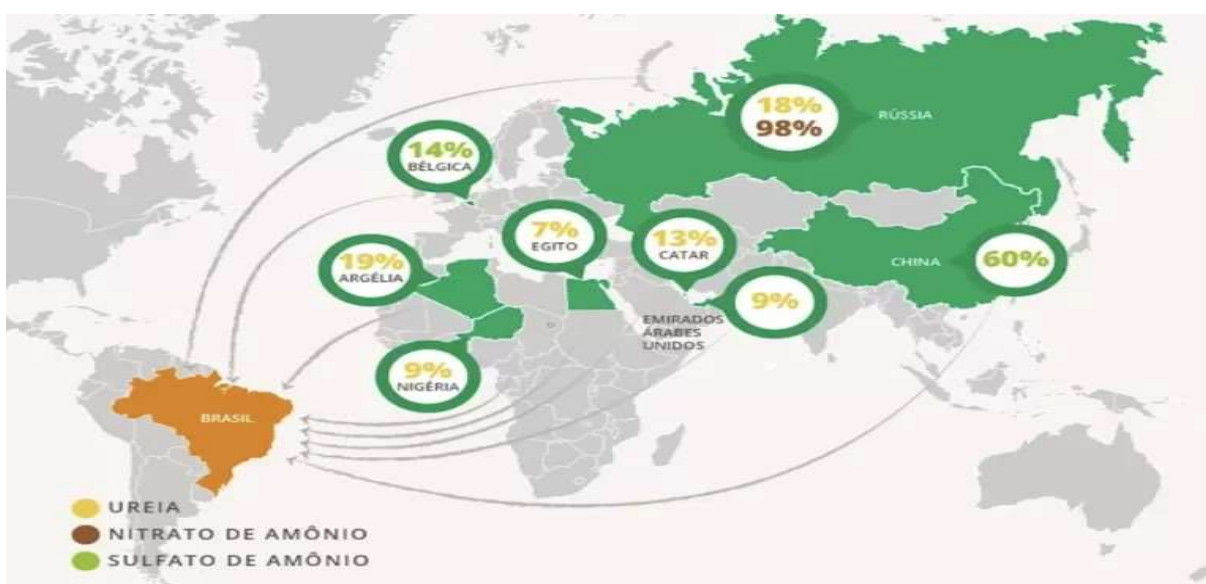 18%
98%
RÚSSIA
14%
BÉLGICA
7%
EGITO
13%
CATAR
19%
ARGÉLIA
CHINA
60%
9%
EMIRADOS
ÁRABES
UNIDOS
9%
NIGÉRIA
BRASIL
UREIA
NITRATO DE AMÔNIO
SULFATO DE AMÔNIO